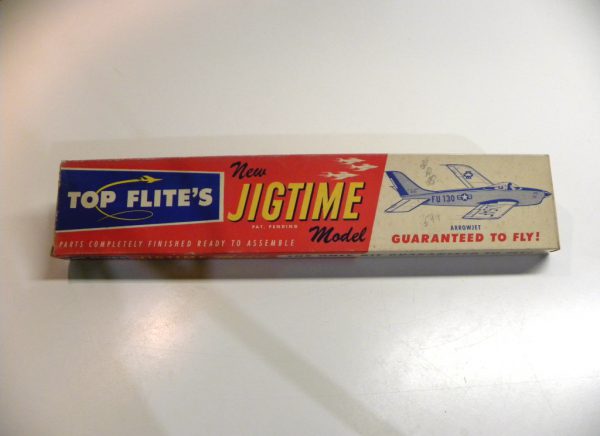 TOP FLITE'S
New
JIGTIME
PAT. PENDING
Model
PARTS COMPLETELY FINISHED READY TO ASSEMBLE
FU 130
ARROWJET
GUARANTEED TO FLY!